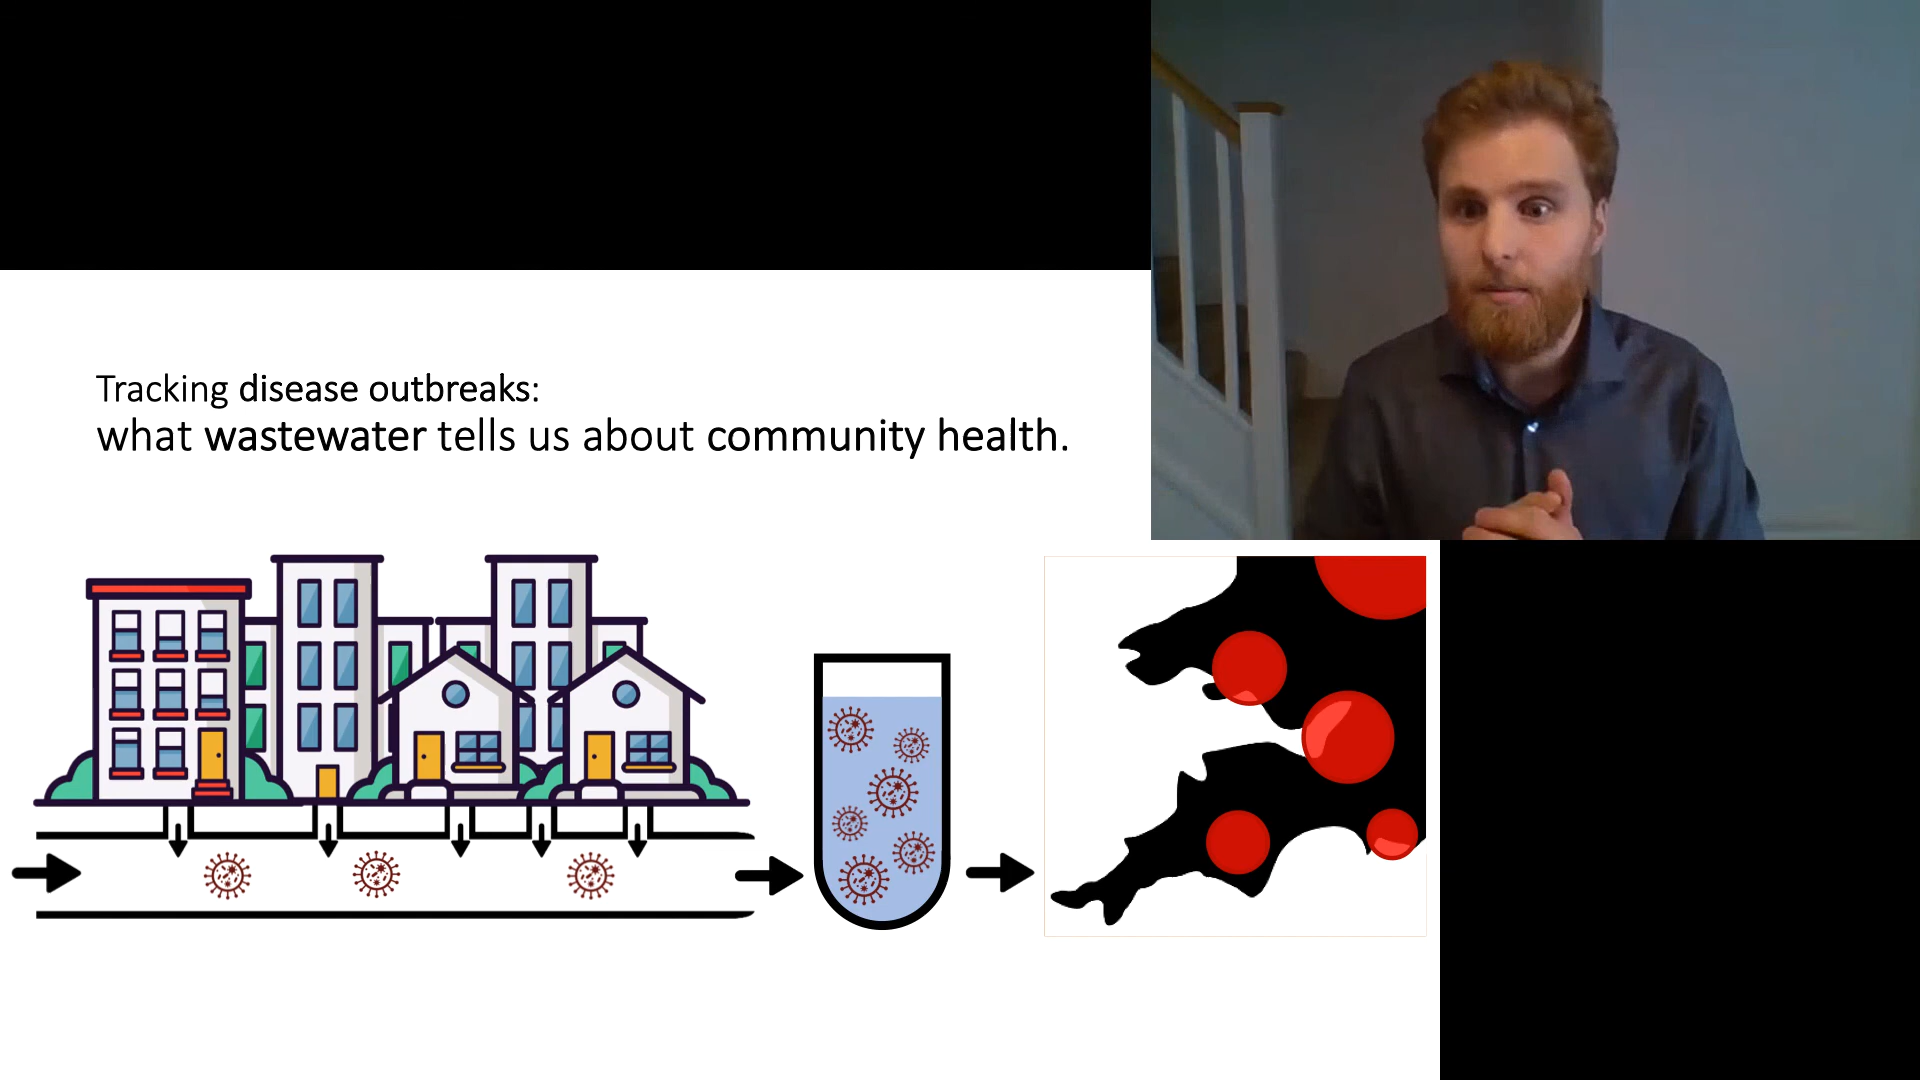 Tracking disease outbreaks:
what wastewater tells us about community health.